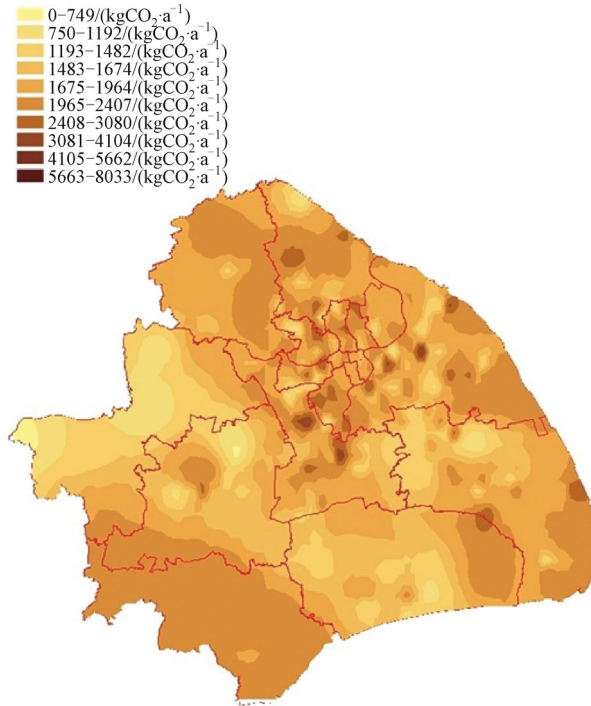 0−749/(kgCO₂·a⁻¹)
750−1192/(kgCO₂·a⁻¹)
1193−1482/(kgCO₂·a⁻¹)
1483−1674/(kgCO₂·a⁻¹)
1675−1964/(kgCO₂·a⁻¹)
1965−2407/(kgCO₂·a⁻¹)
2408−3080/(kgCO₂·a⁻¹)
3081−4104/(kgCO₂·a⁻¹)
4105−5662/(kgCO₂·a⁻¹)
5663−8033/(kgCO₂·a⁻¹)